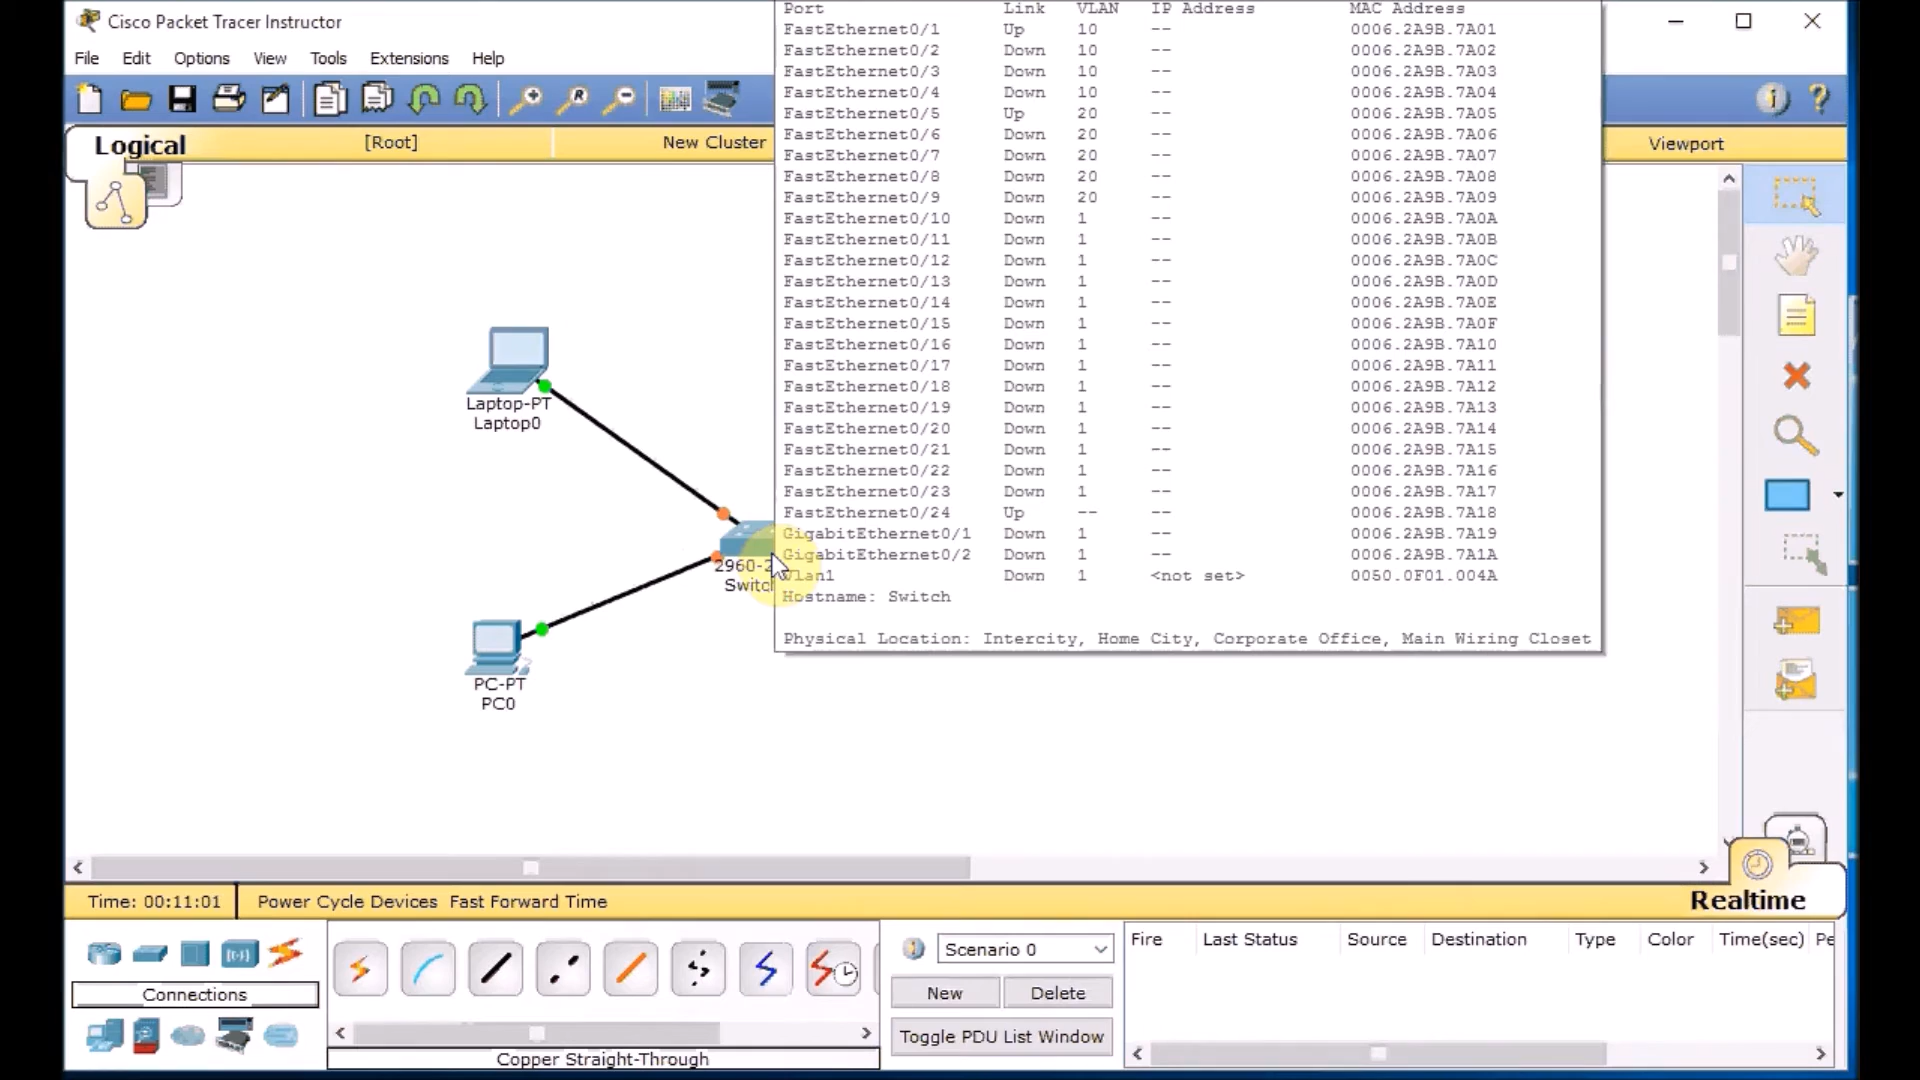 Cisco Packet Tracer Instructor
File Edit Options View Tools Extensions Help
Logical [Root] New Cluster Viewport
Port Link VLAN IP Address MAC Address
FastEthernet0/1 Up 10 -- 0006.2A9B.7A01
FastEthernet0/2 Down 10 -- 0006.2A9B.7A02
FastEthernet0/3 Down 10 -- 0006.2A9B.7A03
FastEthernet0/4 Down 10 -- 0006.2A9B.7A04
FastEthernet0/5 Up 20 -- 0006.2A9B.7A05
FastEthernet0/6 Down 20 -- 0006.2A9B.7A06
FastEthernet0/7 Down 20 -- 0006.2A9B.7A07
FastEthernet0/8 Down 20 -- 0006.2A9B.7A08
FastEthernet0/9 Down 20 -- 0006.2A9B.7A09
FastEthernet0/10 Down 1 -- 0006.2A9B.7A0A
FastEthernet0/11 Down 1 -- 0006.2A9B.7A0B
FastEthernet0/12 Down 1 -- 0006.2A9B.7A0C
FastEthernet0/13 Down 1 -- 0006.2A9B.7A0D
FastEthernet0/14 Down 1 -- 0006.2A9B.7A0E
FastEthernet0/15 Down 1 -- 0006.2A9B.7A0F
FastEthernet0/16 Down 1 -- 0006.2A9B.7A10
FastEthernet0/17 Down 1 -- 0006.2A9B.7A11
FastEthernet0/18 Down 1 -- 0006.2A9B.7A12
FastEthernet0/19 Down 1 -- 0006.2A9B.7A13
FastEthernet0/20 Down 1 -- 0006.2A9B.7A14
FastEthernet0/21 Down 1 -- 0006.2A9B.7A15
FastEthernet0/22 Down 1 -- 0006.2A9B.7A16
FastEthernet0/23 Down 1 -- 0006.2A9B.7A17
FastEthernet0/24 Up -- -- 0006.2A9B.7A18
GigabitEthernet0/1 Down 1 -- 0006.2A9B.7A19
GigabitEthernet0/2 Down 1 -- 0006.2A9B.7A1A
Vlan1 Down 1 <not set> 0050.0F01.004A
Hostname: Switch
Physical Location: Intercity, Home City, Corporate Office, Main Wiring Closet
Laptop-PT
Laptop0
2960-2
Switc
PC-PT
PC0
Time: 00:11:01 Power Cycle Devices Fast Forward Time Realtime
Connections
Copper Straight-Through
Scenario 0
New Delete
Toggle PDU List Window
Fire Last Status Source Destination Type Color Time(sec) Pe